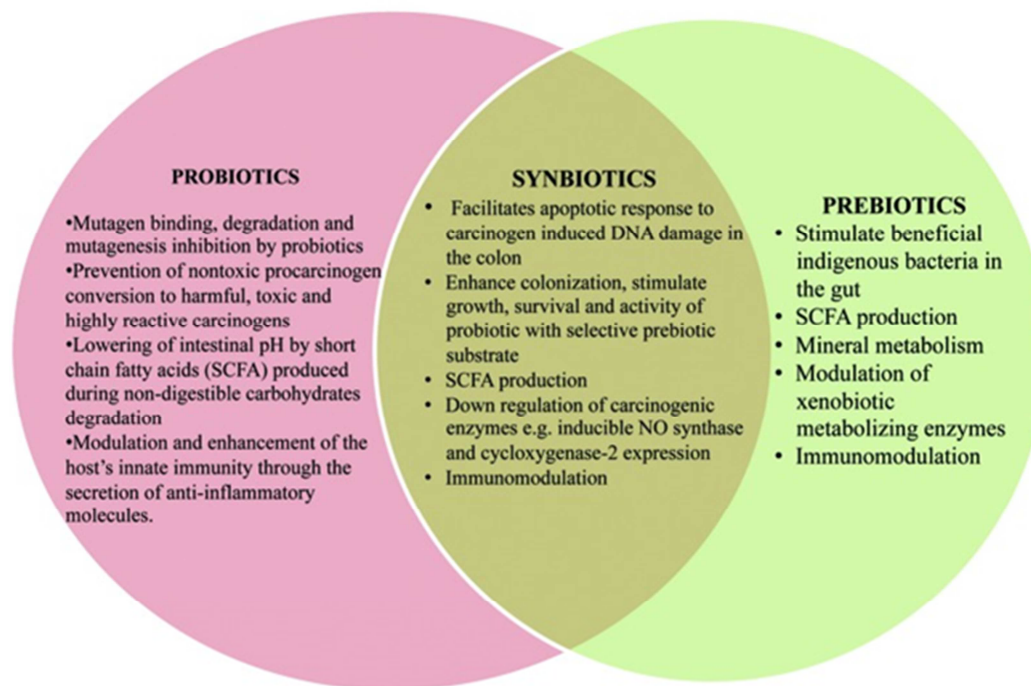 PROBIOTICS
•Mutagen binding, degradation and
mutagenesis inhibition by probiotics
•Prevention of nontoxic procarcinogen
conversion to harmful, toxic and
highly reactive carcinogens
•Lowering of intestinal pH by short
chain fatty acids (SCFA) produced
during non-digestible carbohydrates
degradation
•Modulation and enhancement of the
host's innate immunity through the
secretion of anti-inflammatory
molecules.
SYNBIOTICS
• Facilitates apoptotic response to
carcinogen induced DNA damage in
the colon
• Enhance colonization, stimulate
growth, survival and activity of
probiotic with selective prebiotic
substrate
• SCFA production
• Down regulation of carcinogenic
enzymes e.g. inducible NO synthase
and cycloxygenase-2 expression
• Immunomodulation
PREBIOTICS
• Stimulate beneficial
indigenous bacteria in
the gut
• SCFA production
• Mineral metabolism
• Modulation of
xenobiotic
metabolizing enzymes
• Immunomodulation